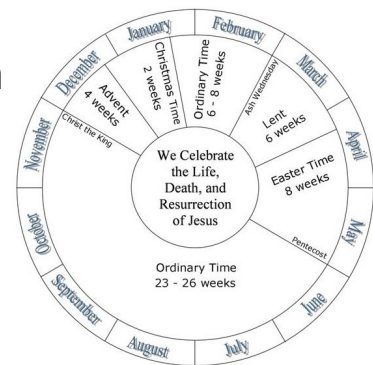 January
February
March
April
May
June
July
August
September
October
November
December
Christ the King
Advent
4 weeks
Christmas Time
2 weeks
Ordinary Time
6 - 8 weeks
Ash Wednesday
Lent
6 weeks
Easter Time
8 weeks
Pentecost
Ordinary Time
23 - 26 weeks
We Celebrate
the Life,
Death, and
Resurrection
of Jesus